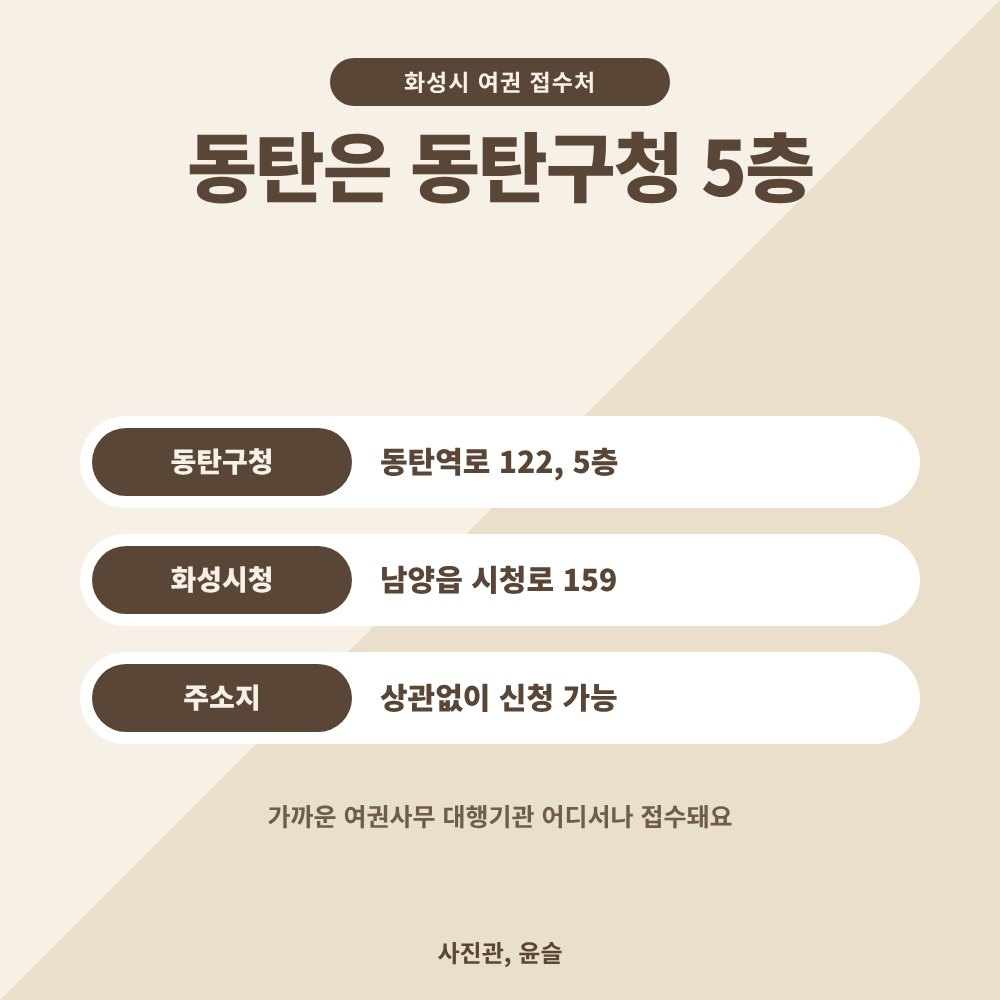 화성시 여권 접수처
동탄은 동탄구청 5층
동탄구청 동탄역로 122, 5층
화성시청 남양읍 시청로 159
주소지 상관없이 신청 가능
가까운 여권사무 대행기관 어디서나 접수돼요
사진관, 윤슬